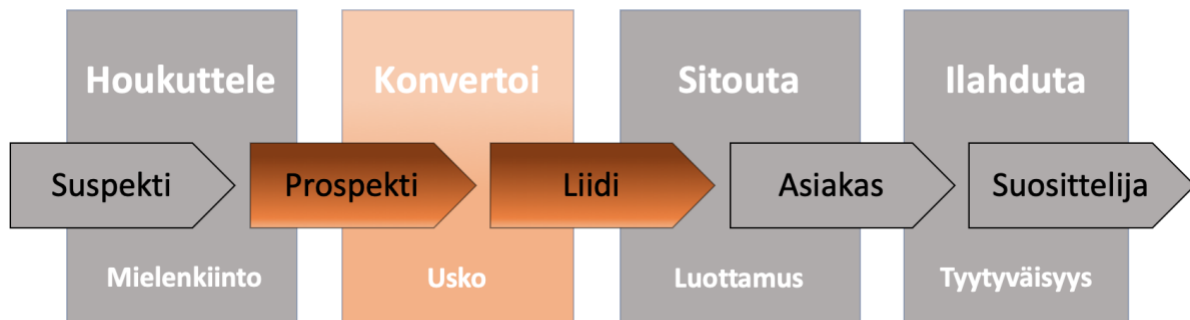 Houkuttele
Konvertoi
Sitouta
Ilahduta
Suspekti
Prospekti
Liidi
Asiakas
Suosittelija
Mielenkiinto
Usko
Luottamus
Tyytyväisyys